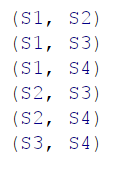 (S1, S2)
(S1, S3)
(S1, S4)
(S2, S3)
(S2, S4)
(S3, S4)